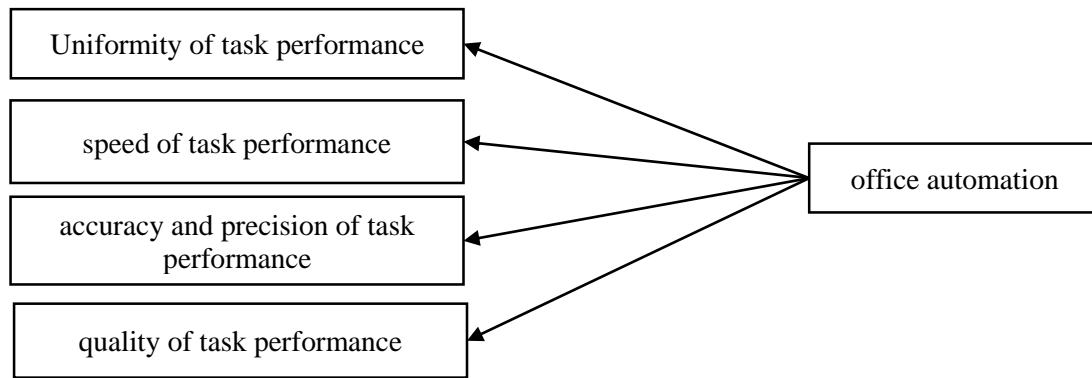 Uniformity of task performance
speed of task performance
office automation
accuracy and precision of task
performance
quality of task performance